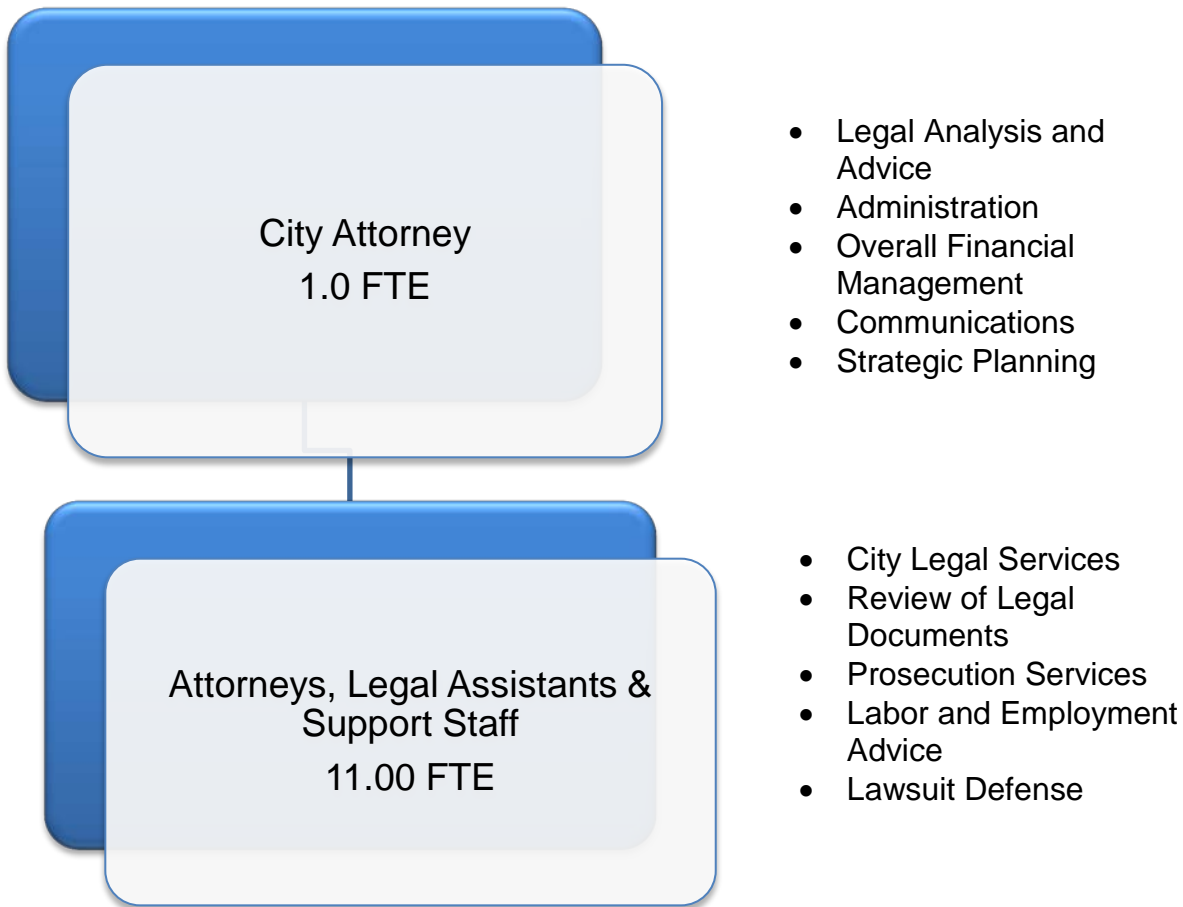 City Attorney
1.0 FTE
• Legal Analysis and
Advice
• Administration
• Overall Financial
Management
• Communications
• Strategic Planning
Attorneys, Legal Assistants &
Support Staff
11.00 FTE
• City Legal Services
• Review of Legal
Documents
• Prosecution Services
• Labor and Employment
Advice
• Lawsuit Defense